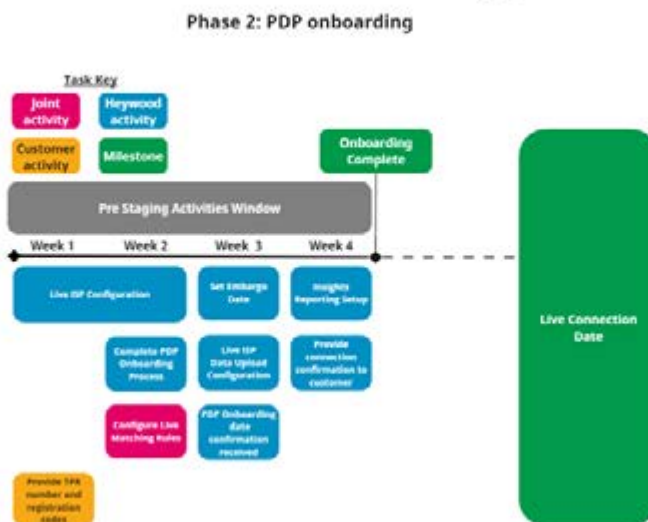 Phase 2: PDP onboarding
Task Key
Joint
activity
Heywood
activity
Customer
activity
Milestone
Onboarding
Complete
Pre Staging Activities Window
Week 1
Week 2
Week 3
Week 4
Live ISP Configuration
Set Embargo
Date
Insights
Reporting Setup
Complete PDP
Onboarding
Process
Live ISP
Data Upload
Configuration
Provide
connection
confirmation to
customer
Configure Live
Matching Rules
PDP Onboarding
date
confirmation
received
Provide TPR
number and
registration
codes
Live Connection
Date